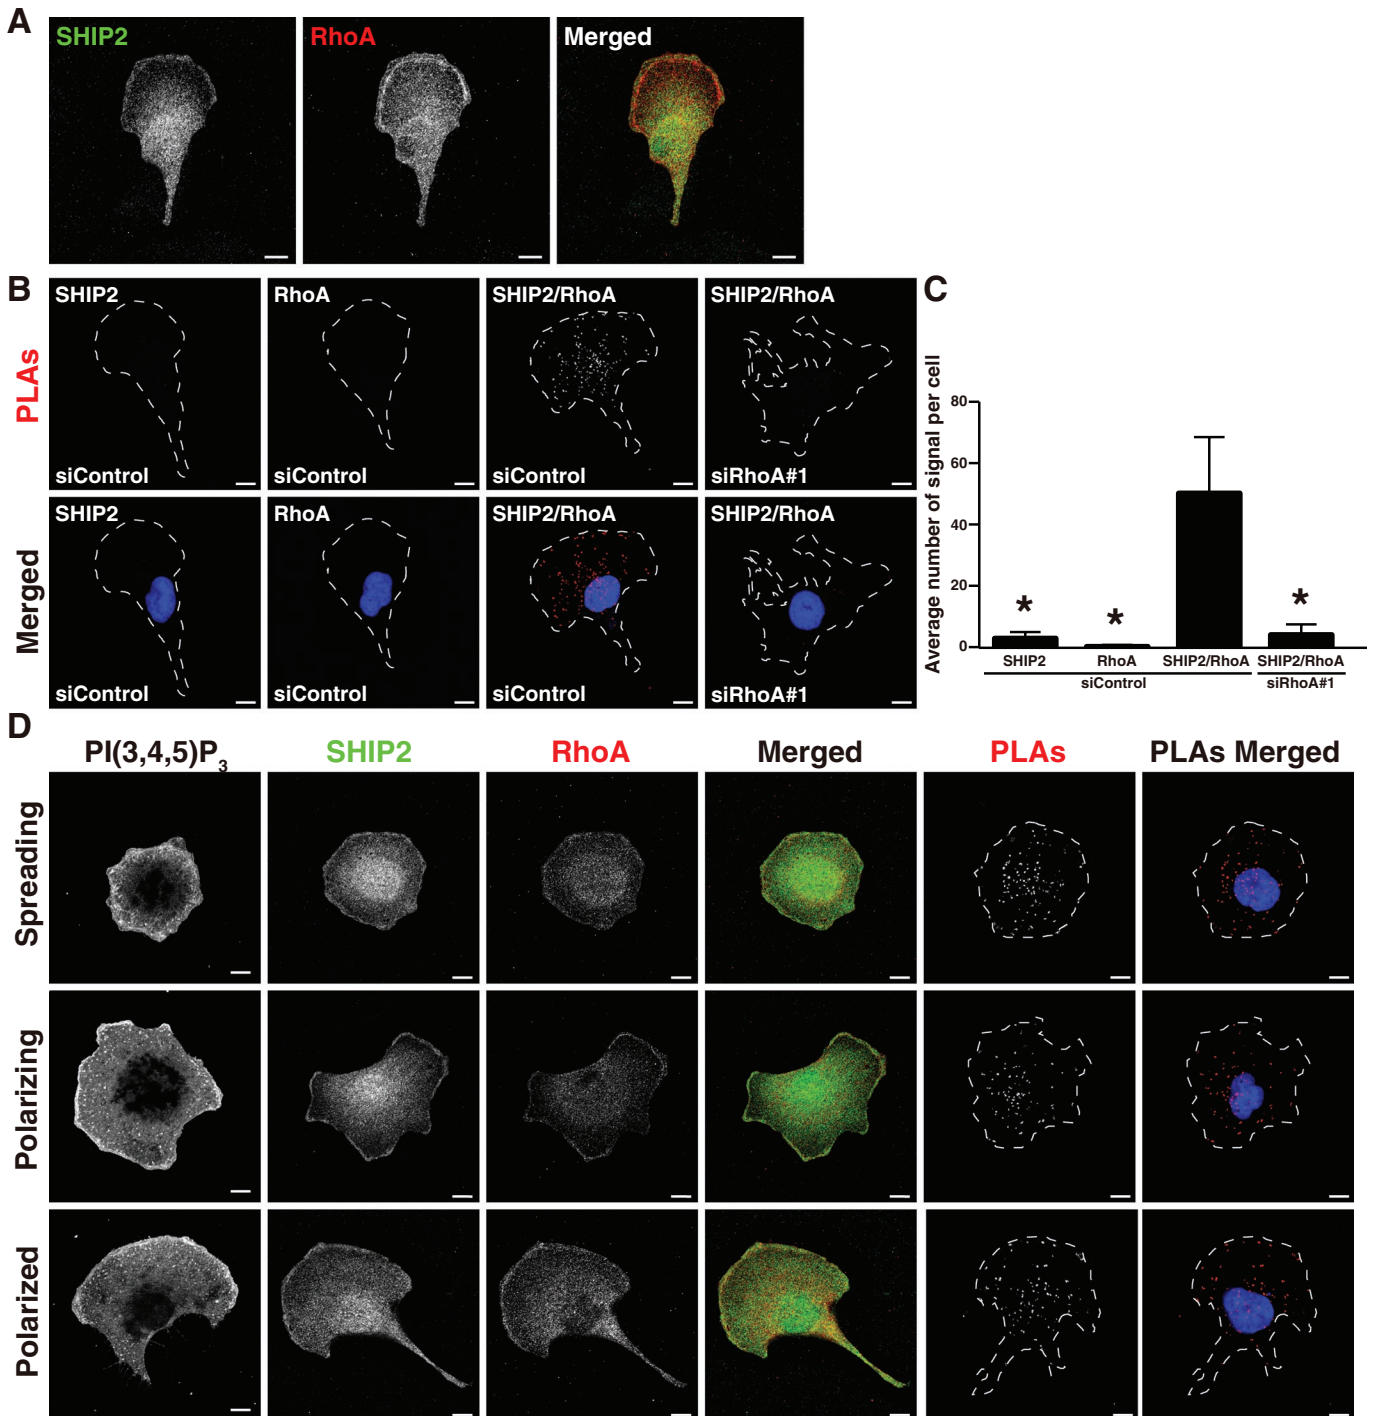 A
SHIP2
RhoA
Merged
B
PLAs
SHIP2
siControl
RhoA
siControl
SHIP2/RhoA
siControl
SHIP2/RhoA
siRhoA#1
Merged
SHIP2
siControl
RhoA
siControl
SHIP2/RhoA
siControl
SHIP2/RhoA
siRhoA#1
C
Average number of signal per cell
80
60
40
20
0
* * *
SHIP2 RhoA SHIP2/RhoA SHIP2/RhoA
siControl siRhoA#1
D
PI(3,4,5)P3 SHIP2 RhoA Merged PLAs PLAs Merged
Spreading
Polarizing
Polarized